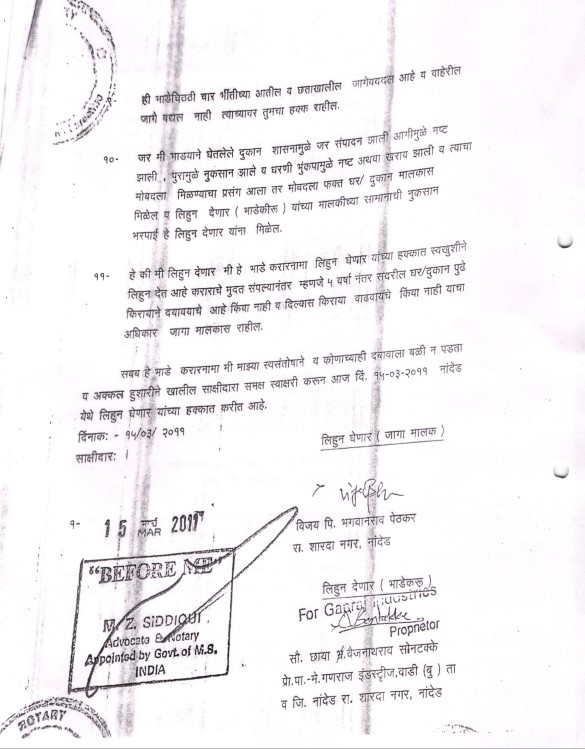 ही भाडेचिठठी चार भींतीच्या आतील व छताखालील जागेबददल आहे व बाहेरील
जागे बद्दल नाही त्याच्यावर तुमचा हक्क राहील.
१०- जर मी भाडयाने घेतलेले दुकान शासनामुळे जर संपादन झाली आगीमुळे नष्ट
झाली , पुरामुळे नुकसान झाले व धरणी भुंकपामुळे नष्ट अथवा खराब झाली व त्याचा
मोबदला मिळण्याचा प्रसंग आला तर मोबदला फक्त घर/ दुकान मालकास
मिळेल व लिहुन देणार ( भाडेकीरू ) यांच्या मालकीच्या सामानाची नुकसान
भरपाई हे लिहुन देणार यांना मिळेल.
११- हे की मी लिहुन देणार मी हे भाडे करारनामा लिहुन घेणार यांच्या हक्कात स्वखुशीने
लिहुन देत आहे कराराचे मुदत संपल्यानंतर म्हणजे ५ वर्षा नंतर सदरील घर/दुकान पुढे
किरायाने दयावयाचे आहे किंवा नाही व दिल्यास किराया वाढवायचे किंवा नाही याचा
अधिकार जागा मालकास राहील.
सबब हे भाडे करारनामा मी माझ्या स्वसंतोषाने व कोणाच्याही दबावाला बळी न पडता
व अक्कल हुशारीने खालील साक्षीदारा समक्ष स्वाक्षरी करून आज दिं. १५-०३-२०११ नांदेड
येथे लिहुन घेणार यांच्या हक्कात करीत आहे.
दिंनाक: - १५/०३/ २०११
साक्षीदार: ।
लिहुन घेणार ( जागा मालक )
विजय पि. भगवानराव पेठकर
रा. शारदा नगर, नांदेड
१- 15 मार्च MAR 2011
"BEFORE ME"
M. Z. SIDDIQUI
Advocate & Notary
Appointed by Govt. of M.S.
INDIA
लिहुन देणार ( भाडेकरू )
For Ganraj Industries
Proprietor
सौ. छाया भ्र.बैजनाथराव सोनटक्के
प्रो.पा.-मे.गणराज इंडस्ट्रीज,वाडी (बु ) ता
व जि. नांदेड रा. शारदा नगर, नांदेड
NOTARY